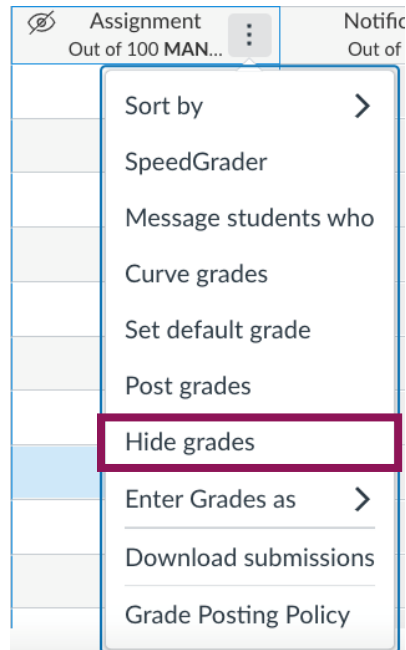 Assignment
Out of 100 MAN...
Out of
Sort by
SpeedGrader
Message students who
Curve grades
Set default grade
Post grades
Hide grades
Enter Grades as
Download submissions
Grade Posting Policy